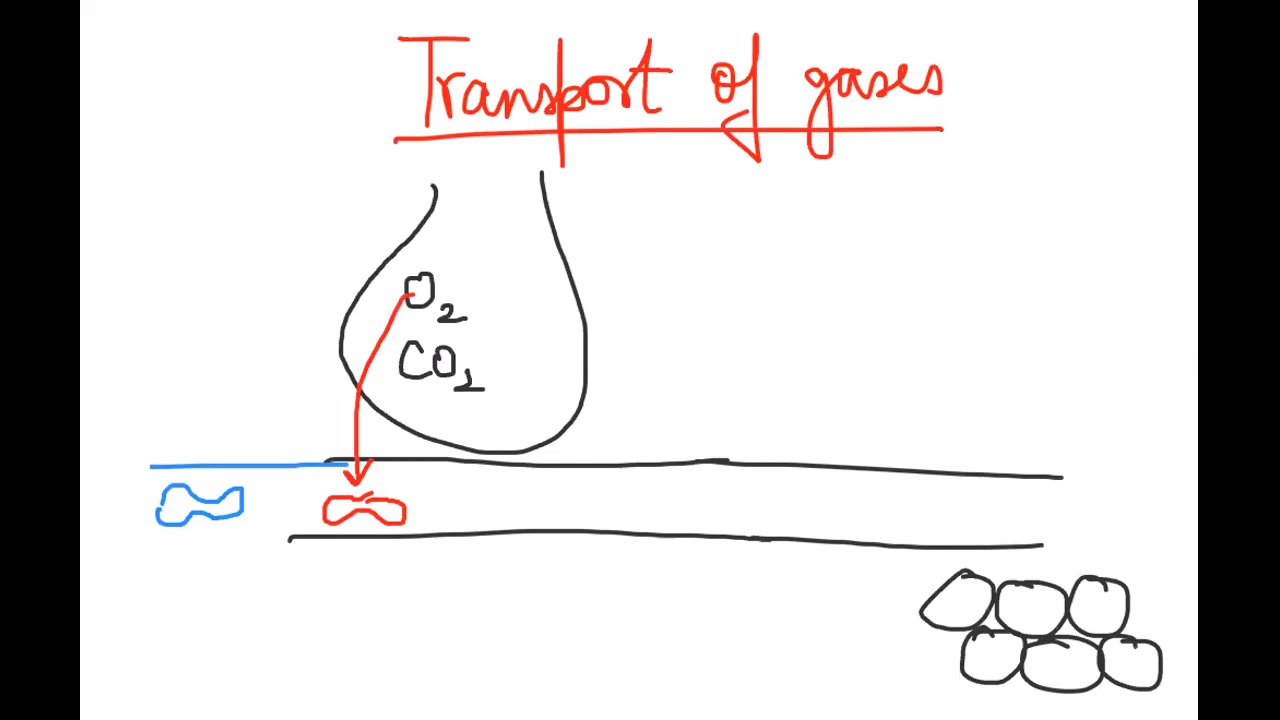 Transport of gases
O₂
CO₂